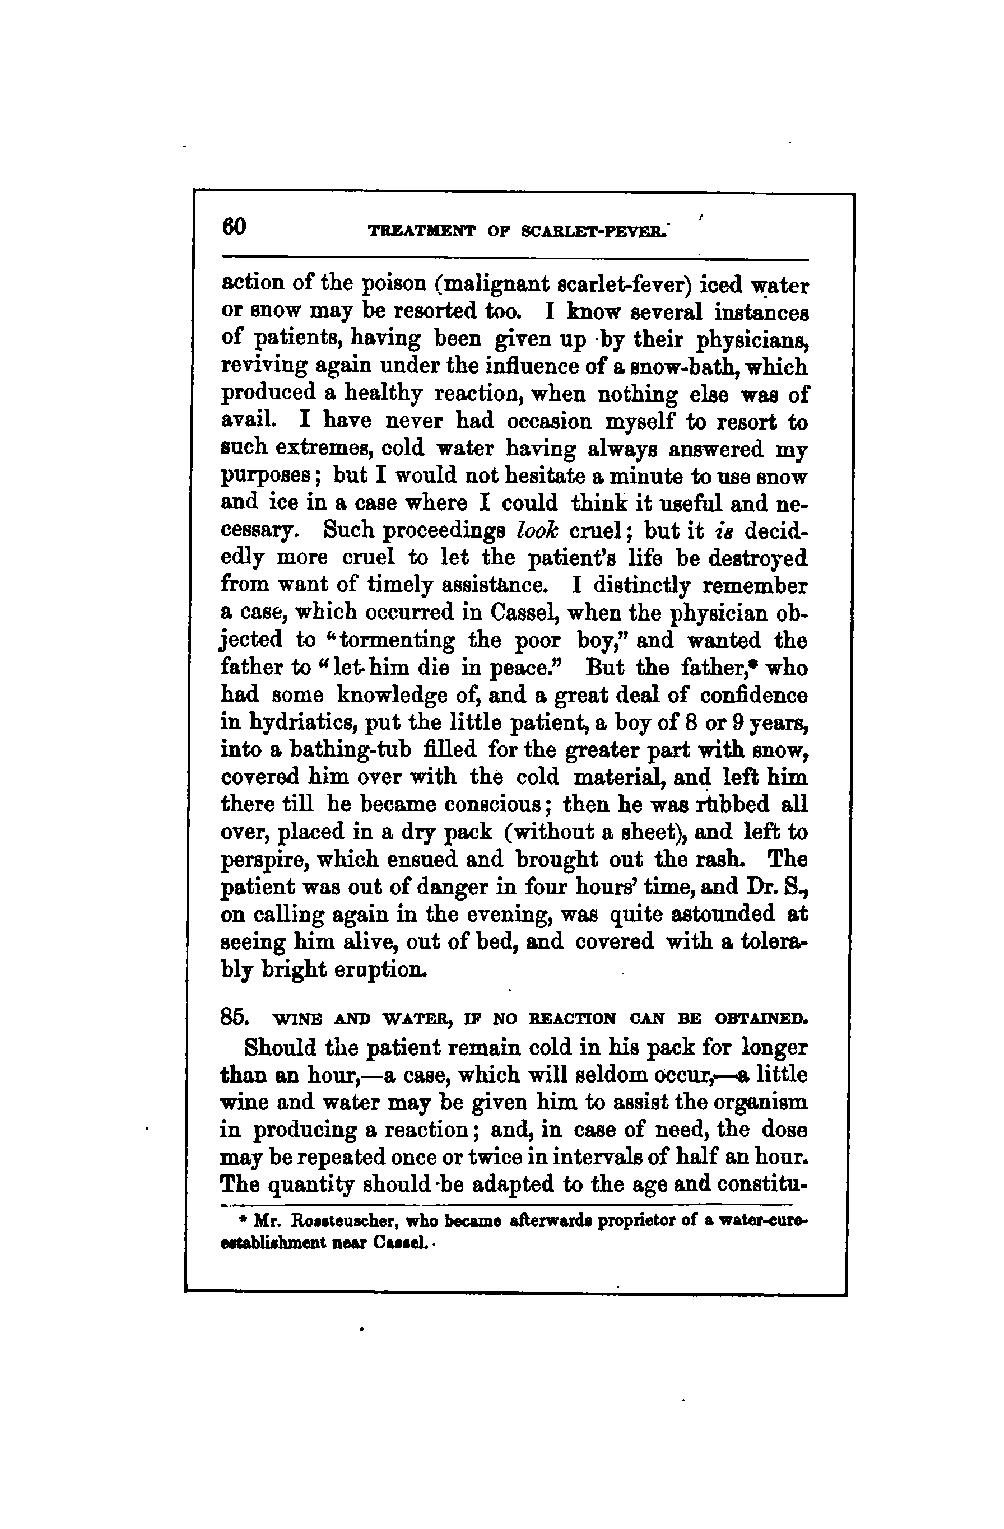 60 TREATMENT OF SCARLET-FEVER.
action of the poison (malignant scarlet-fever) iced water
or snow may be resorted too. I know several instances
of patients, having been given up by their physicians,
reviving again under the influence of a snow-bath, which
produced a healthy reaction, when nothing else was of
avail. I have never had occasion myself to resort to
such extremes, cold water having always answered my
purposes; but I would not hesitate a minute to use snow
and ice in a case where I could think it useful and ne-
cessary. Such proceedings look cruel; but it is decid-
edly more cruel to let the patient's life be destroyed
from want of timely assistance. I distinctly remember
a case, which occurred in Cassel, when the physician ob-
jected to “tormenting the poor boy,” and wanted the
father to “let him die in peace.” But the father,* who
had some knowledge of, and a great deal of confidence
in hydriatics, put the little patient, a boy of 8 or 9 years,
into a bathing-tub filled for the greater part with snow,
covered him over with the cold material, and left him
there till he became conscious; then he was rubbed all
over, placed in a dry pack (without a sheet), and left to
perspire, which ensued and brought out the rash. The
patient was out of danger in four hours' time, and Dr. S.,
on calling again in the evening, was quite astounded at
seeing him alive, out of bed, and covered with a tolera-
bly bright eruption.
85. WINE AND WATER, IF NO REACTION CAN BE OBTAINED.
Should the patient remain cold in his pack for longer
than an hour,—a case, which will seldom occur,—a little
wine and water may be given him to assist the organism
in producing a reaction; and, in case of need, the dose
may be repeated once or twice in intervals of half an hour.
The quantity should be adapted to the age and constitu-
* Mr. Rossteuscher, who became afterwards proprietor of a water-cure-
establishment near Cassel.